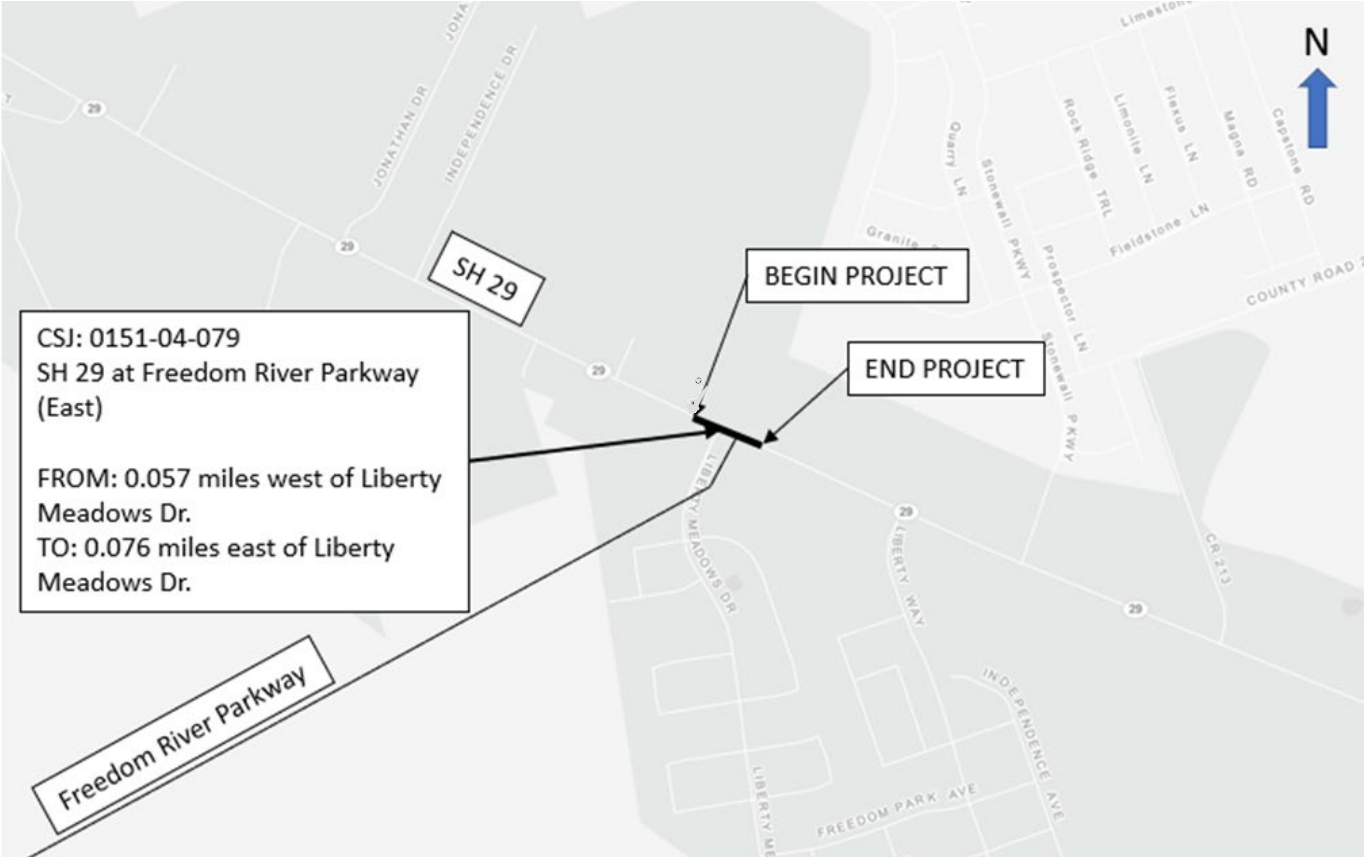 Limestone
JONA
N
29
JONATHAN DR
INDEPENDENCE DR
Quarry LN
Stonewall PKWY
Rock Ridge TRL
Limonite LN
Flexus LN
Magna RD
Capstone RD
Granite
Fieldstone LN
Prospector LN
COUNTY ROAD 2
29
SH 29
BEGIN PROJECT
CSJ: 0151-04-079
SH 29 at Freedom River Parkway
(East)
FROM: 0.057 miles west of Liberty
Meadows Dr.
TO: 0.076 miles east of Liberty
Meadows Dr.
29
END PROJECT
Stonewall PKWY
LIBERTY MEADOWS DR
29
LIBERTY WAY
CR 213
29
Freedom River Parkway
INDEPENDENCE AVE
FREEDOM PARK AVE
LIBERTY ME